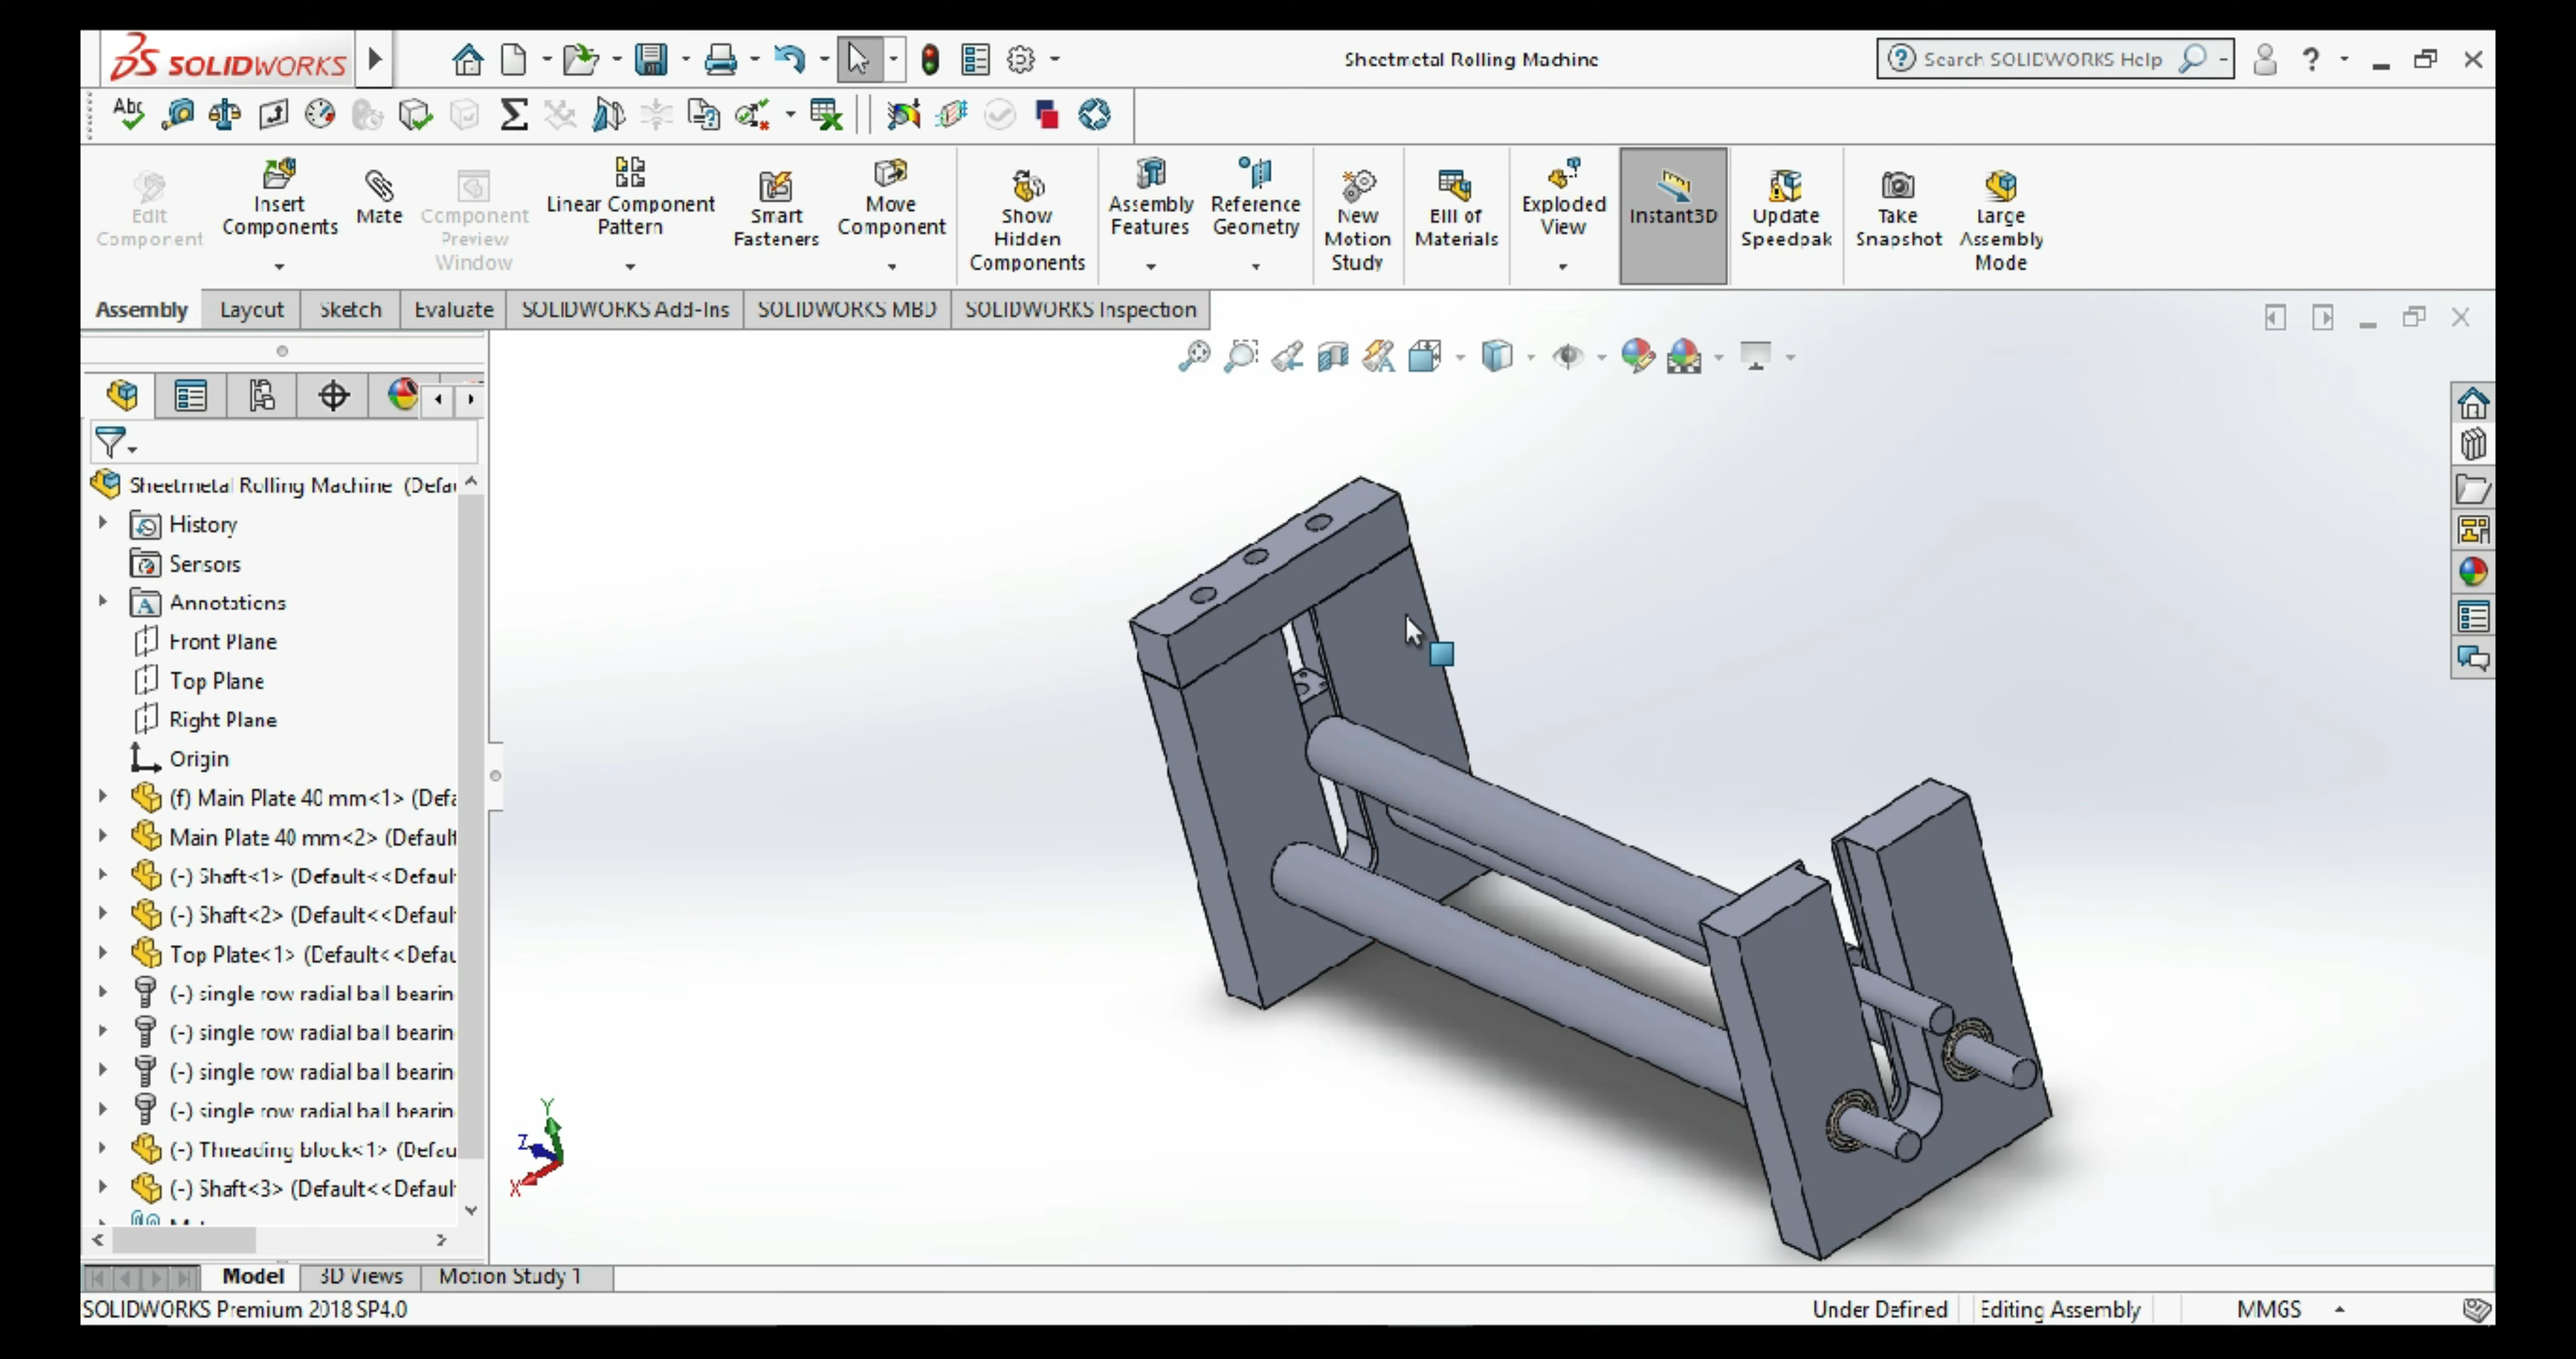 SOLIDWORKS
Sheetmetal Rolling Machine
Search SOLIDWORKS Help
Edit Component
Insert Components
Mate
Component Preview Window
Linear Component Pattern
Smart Fasteners
Move Component
Show Hidden Components
Assembly Features
Reference Geometry
New Motion Study
Bill of Materials
Exploded View
Instant3D
Update Speedpak
Take Snapshot
Large Assembly Mode
Assembly
Layout
Sketch
Evaluate
SOLIDWORKS Add-Ins
SOLIDWORKS MBD
SOLIDWORKS Inspection
Sheetmetal Rolling Machine (Defa
History
Sensors
Annotations
Front Plane
Top Plane
Right Plane
Origin
(f) Main Plate 40 mm<1> (Defa
Main Plate 40 mm<2> (Default
(-) Shaft<1> (Default<<Default
(-) Shaft<2> (Default<<Default
Top Plate<1> (Default<<Defau
(-) single row radial ball bearin
(-) single row radial ball bearin
(-) single row radial ball bearin
(-) single row radial ball bearin
(-) Threading block<1> (Defau
(-) Shaft<3> (Default<<Default
Y
Z
X
Model
3D Views
Motion Study 1
SOLIDWORKS Premium 2018 SP4.0
Under Defined
Editing Assembly
MMGS